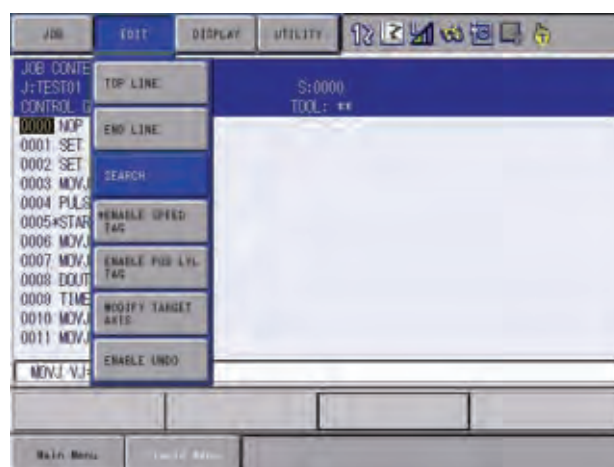 JOB EDIT DISPLAY UTILITY
JOB CONTE
J:TEST01 S:0000
CONTROL G TOOL: **
TOP LINE
END LINE
SEARCH
*ENABLE SPEED
TAG
ENABLE POS LVL
TAG
MODIFY TARGET
AXIS
ENABLE UNDO
0000 NOP
0001 SET
0002 SET
0003 MOVJ
0004 PULS
0005*STAR
0006 MOVJ
0007 MOVJ
0008 DOUT
0009 TIME
0010 MOVJ
0011 MOVJ
MOVJ VJ=
Main Menu Menu